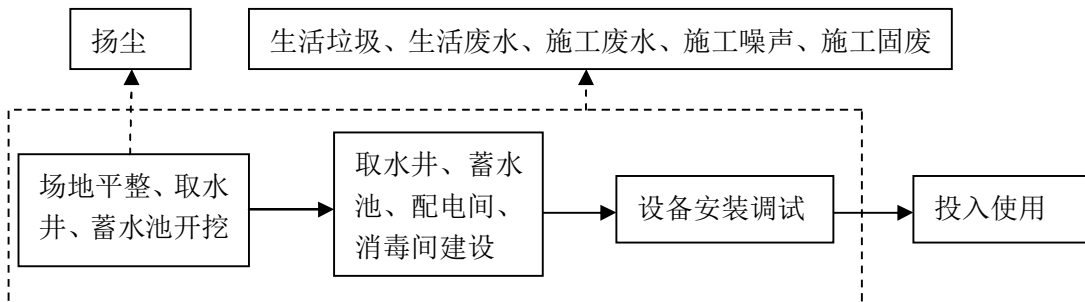 扬尘
生活垃圾、生活废水、施工废水、施工噪声、施工固废
场地平整、取水
井、蓄水池开挖
取水井、蓄水
池、配电间、
消毒间建设
设备安装调试
投入使用